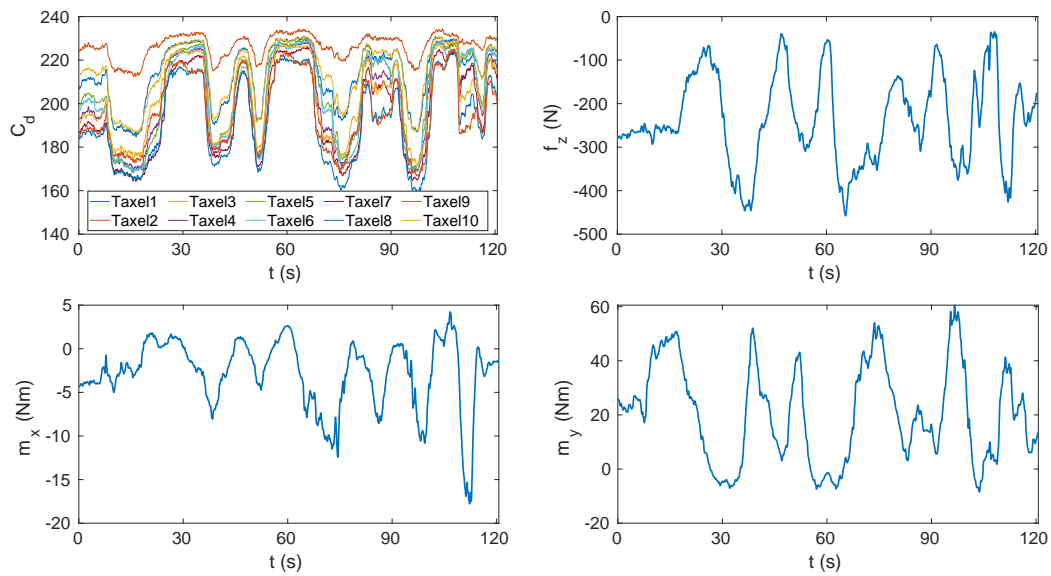 240
220
200
180
160
140
C_d
Taxel1 Taxel3 Taxel5 Taxel7 Taxel9
Taxel2 Taxel4 Taxel6 Taxel8 Taxel10
0 30 60 90 120
t (s)
0
-100
-200
-300
-400
-500
f_z (N)
0 30 60 90 120
t (s)
5
0
-5
-10
-15
-20
m_x (Nm)
0 30 60 90 120
t (s)
60
40
20
0
-20
m_y (Nm)
0 30 60 90 120
t (s)